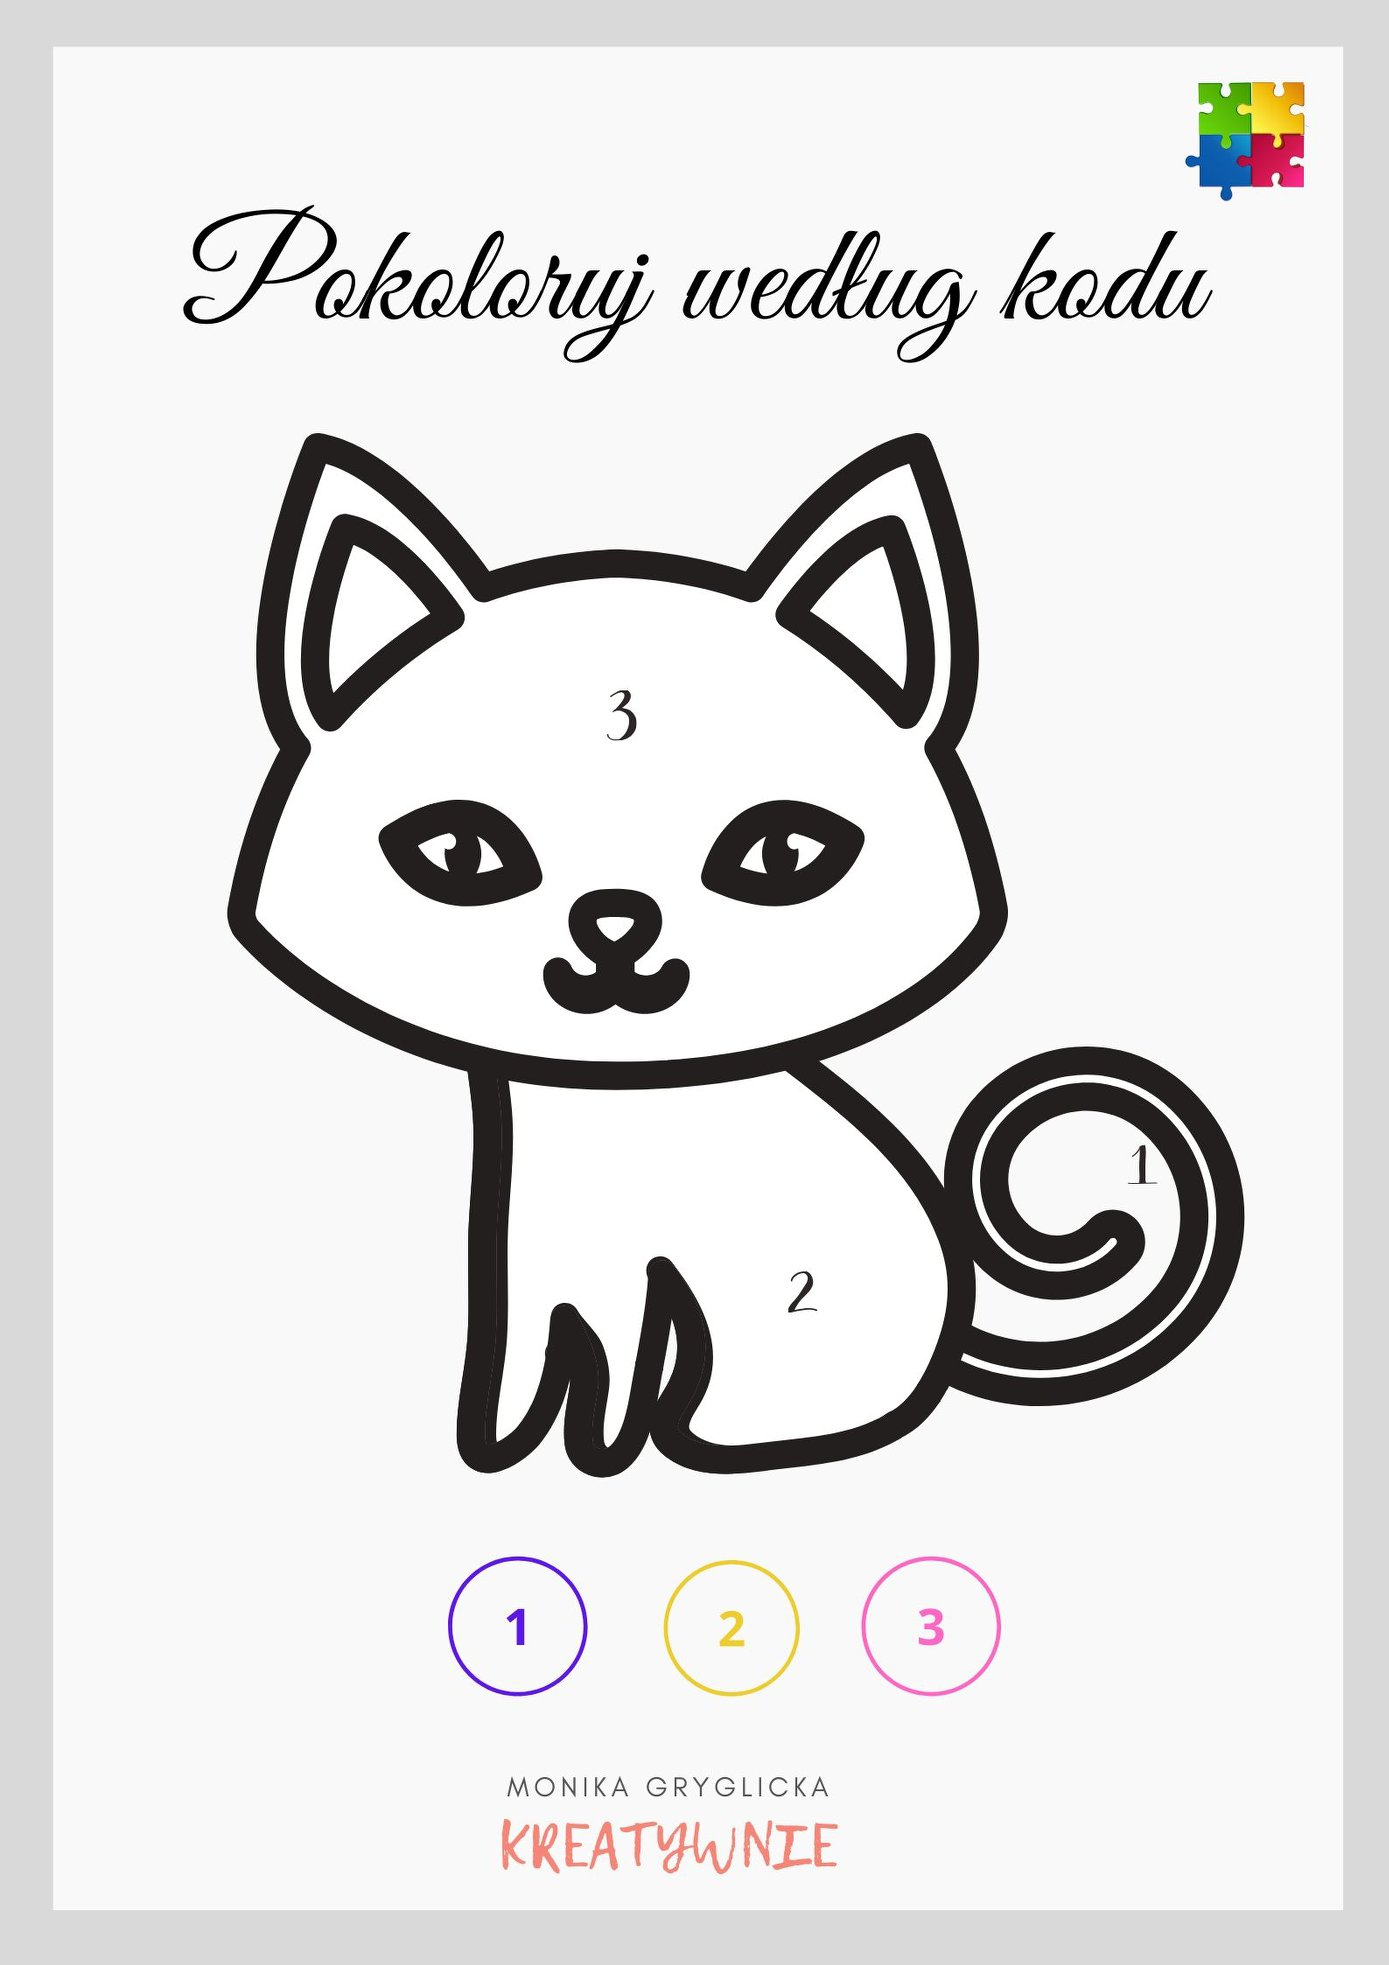 Pokoloruj według kodu
3
1
2
1 2 3
MONIKA GRYGLICKA
KREATYWNIE